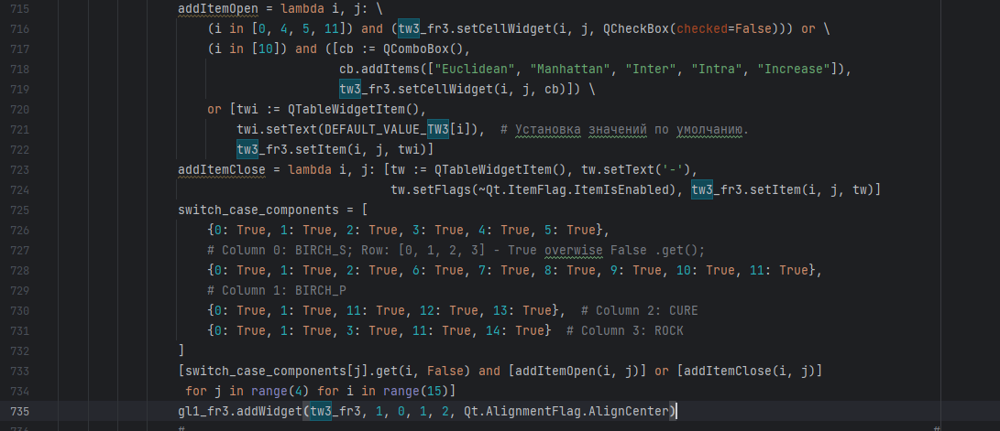 715 addItemOpen = lambda i, j: \
716 (i in [0, 4, 5, 11]) and (tw3_fr3.setCellWidget(i, j, QCheckBox(checked=False))) or \
717 (i in [10]) and ([cb := QComboBox(),
718 cb.addItems(["Euclidean", "Manhattan", "Inter", "Intra", "Increase"]),
719 tw3_fr3.setCellWidget(i, j, cb)]) \
720 or [twi := QTableWidgetItem(),
721 twi.setText(DEFAULT_VALUE_TW3[i]),  # Установка значений по умолчанию.
722 tw3_fr3.setItem(i, j, twi)]
723 addItemClose = lambda i, j: [tw := QTableWidgetItem(), tw.setText('-'),
724 tw.setFlags(~Qt.ItemFlag.ItemIsEnabled), tw3_fr3.setItem(i, j, tw)]
725 switch_case_components = [
726 {0: True, 1: True, 2: True, 3: True, 4: True, 5: True},
727 # Column 0: BIRCH_S; Row: [0, 1, 2, 3] - True overwise False .get();
728 {0: True, 1: True, 2: True, 6: True, 7: True, 8: True, 9: True, 10: True, 11: True},
729 # Column 1: BIRCH_P
730 {0: True, 1: True, 11: True, 12: True, 13: True},  # Column 2: CURE
731 {0: True, 1: True, 3: True, 11: True, 14: True}  # Column 3: ROCK
732 ]
733 [switch_case_components[j].get(i, False) and [addItemOpen(i, j)] or [addItemClose(i, j)]
734 for j in range(4) for i in range(15)]
735 gl1_fr3.addWidget(tw3_fr3, 1, 0, 1, 2, Qt.AlignmentFlag.AlignCenter)